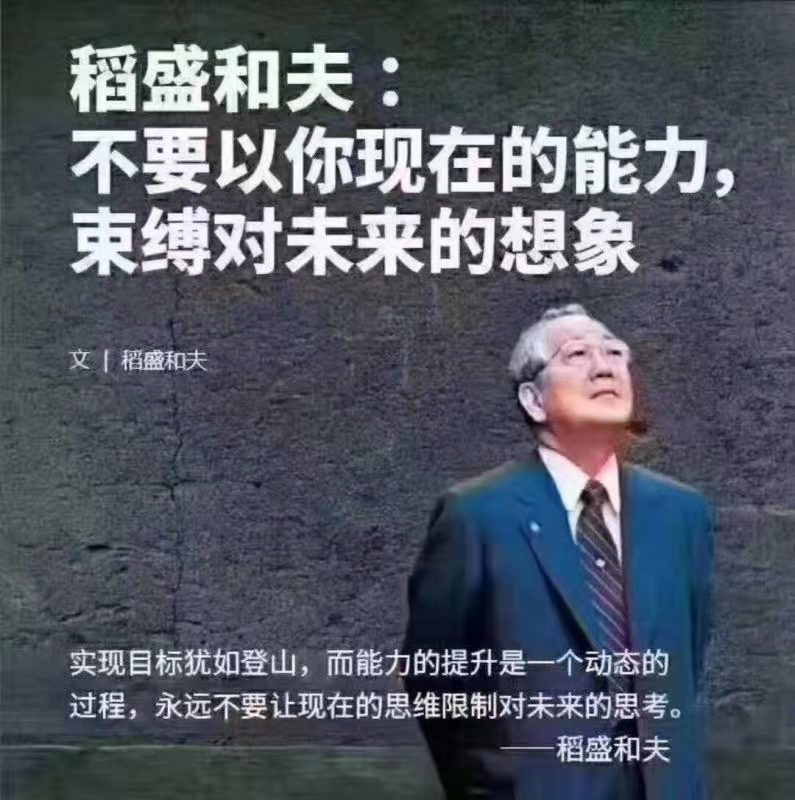 稻盛和夫：
不要以你现在的能力，
束缚对未来的想象
文 | 稻盛和夫
实现目标犹如登山，而能力的提升是一个动态的
过程，永远不要让现在的思维限制对未来的思考。
——稻盛和夫